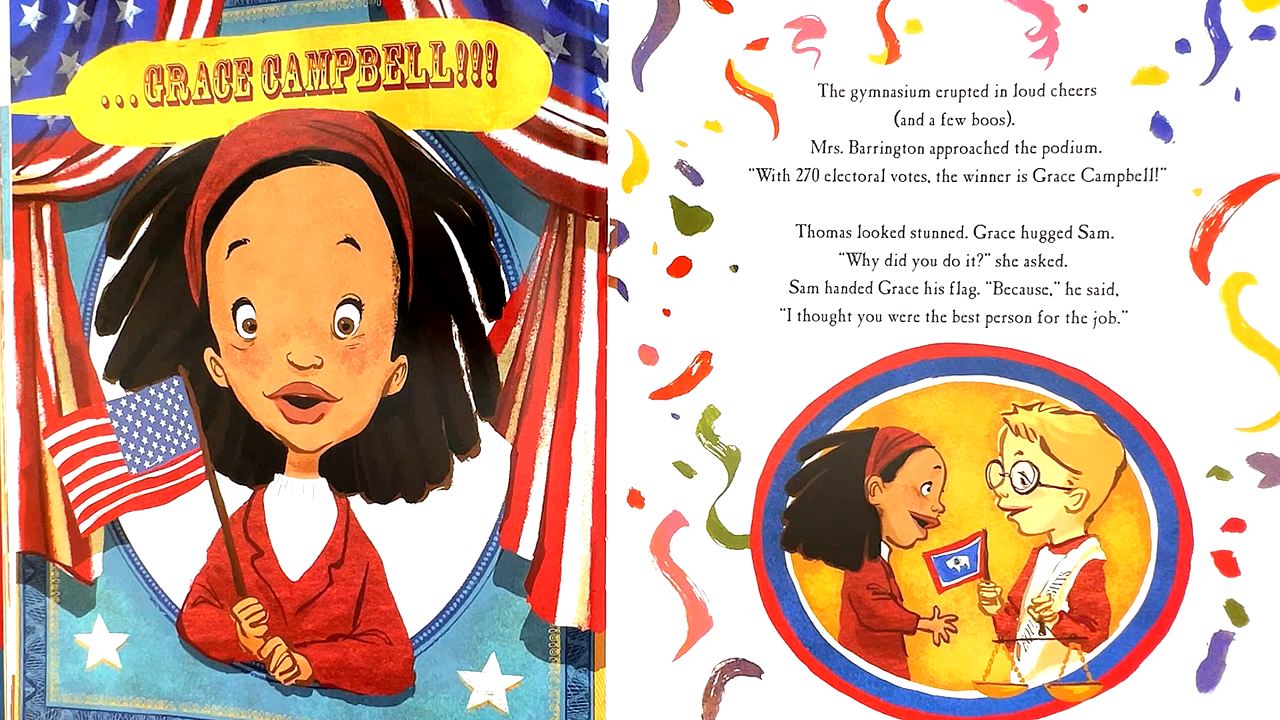 ...GRACE CAMPBELL!!!
The gymnasium erupted in loud cheers
(and a few boos).
Mrs. Barrington approached the podium.
"With 270 electoral votes, the winner is Grace Campbell!"
Thomas looked stunned. Grace hugged Sam.
"Why did you do it?" she asked.
Sam handed Grace his flag. "Because," he said,
"I thought you were the best person for the job."